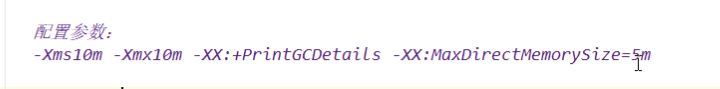 配置参数：
-Xms10m -Xmx10m -XX:+PrintGCDetails -XX:MaxDirectMemorySize=5m